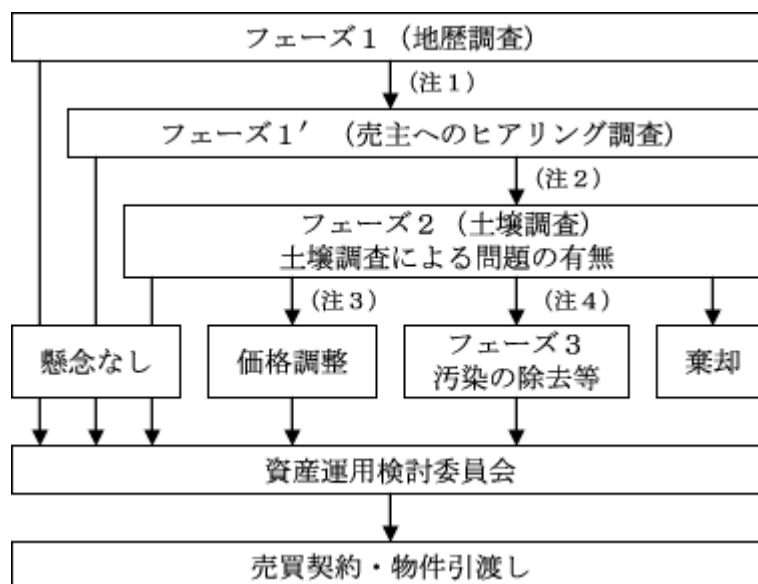 フェーズ1（地歴調査）
（注1）
フェーズ1′（売主へのヒアリング調査）
（注2）
フェーズ2（土壌調査）
土壌調査による問題の有無
（注3）
（注4）
懸念なし
価格調整
フェーズ3
汚染の除去等
棄却
資産運用検討委員会
売買契約・物件引渡し